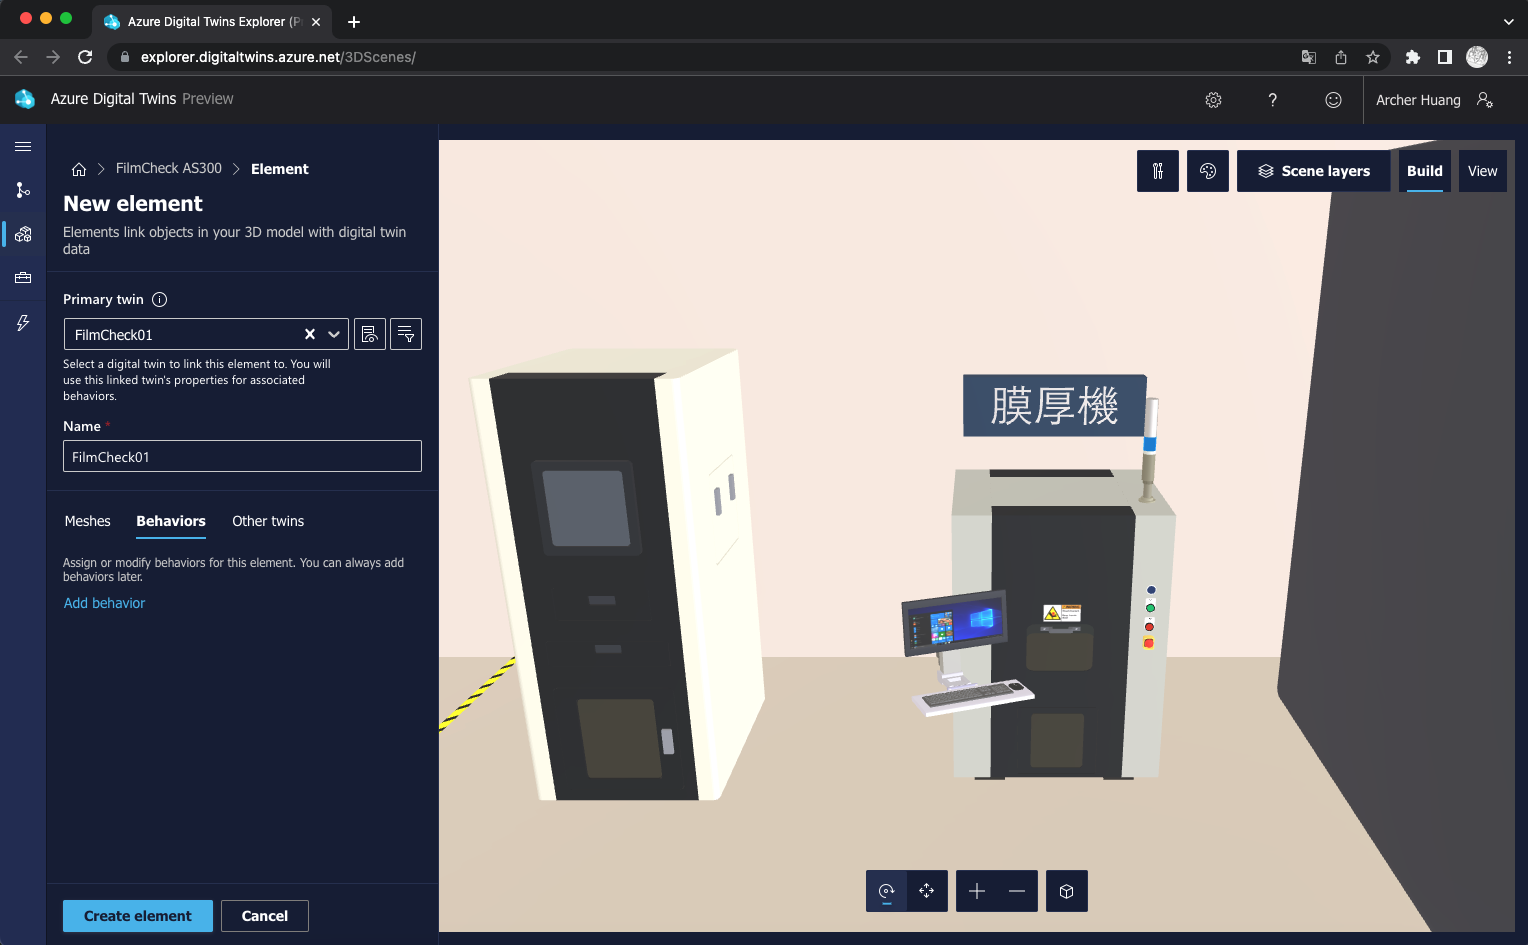 Azure Digital Twins Explorer (P
explorer.digitaltwins.azure.net/3DScenes/
Azure Digital Twins Preview
Archer Huang
FilmCheck AS300
Element
New element
Elements link objects in your 3D model with digital twin
data
Primary twin
FilmCheck01
Select a digital twin to link this element to. You will
use this linked twin's properties for associated
behaviors.
Name *
FilmCheck01
Meshes
Behaviors
Other twins
Assign or modify behaviors for this element. You can always add
behaviors later.
Add behavior
Create element
Cancel
Scene layers
Build
View
膜厚機